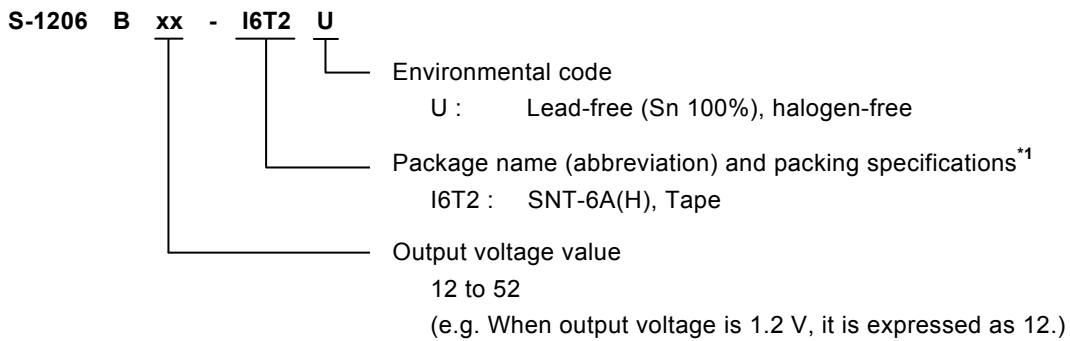 S-1206 B xx - I6T2 U
Environmental code
U : Lead-free (Sn 100%), halogen-free
Package name (abbreviation) and packing specifications*1
I6T2 : SNT-6A(H), Tape
Output voltage value
12 to 52
(e.g. When output voltage is 1.2 V, it is expressed as 12.)